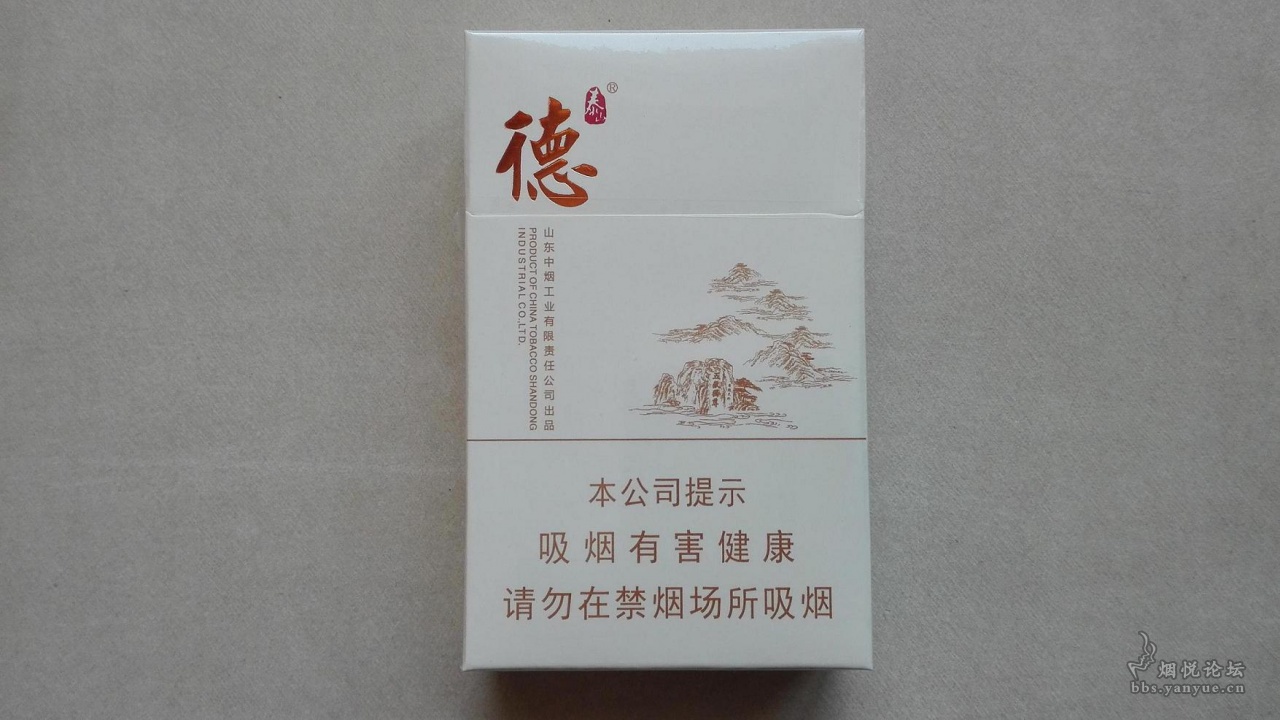 德
泰山®
山东中烟工业有限责任公司出品
PRODUCT OF CHINA TOBACCO SHANDONG
INDUSTRIAL CO.,LTD.
本公司提示
吸烟有害健康
请勿在禁烟场所吸烟
烟悦论坛
bbs.yanyue.cn